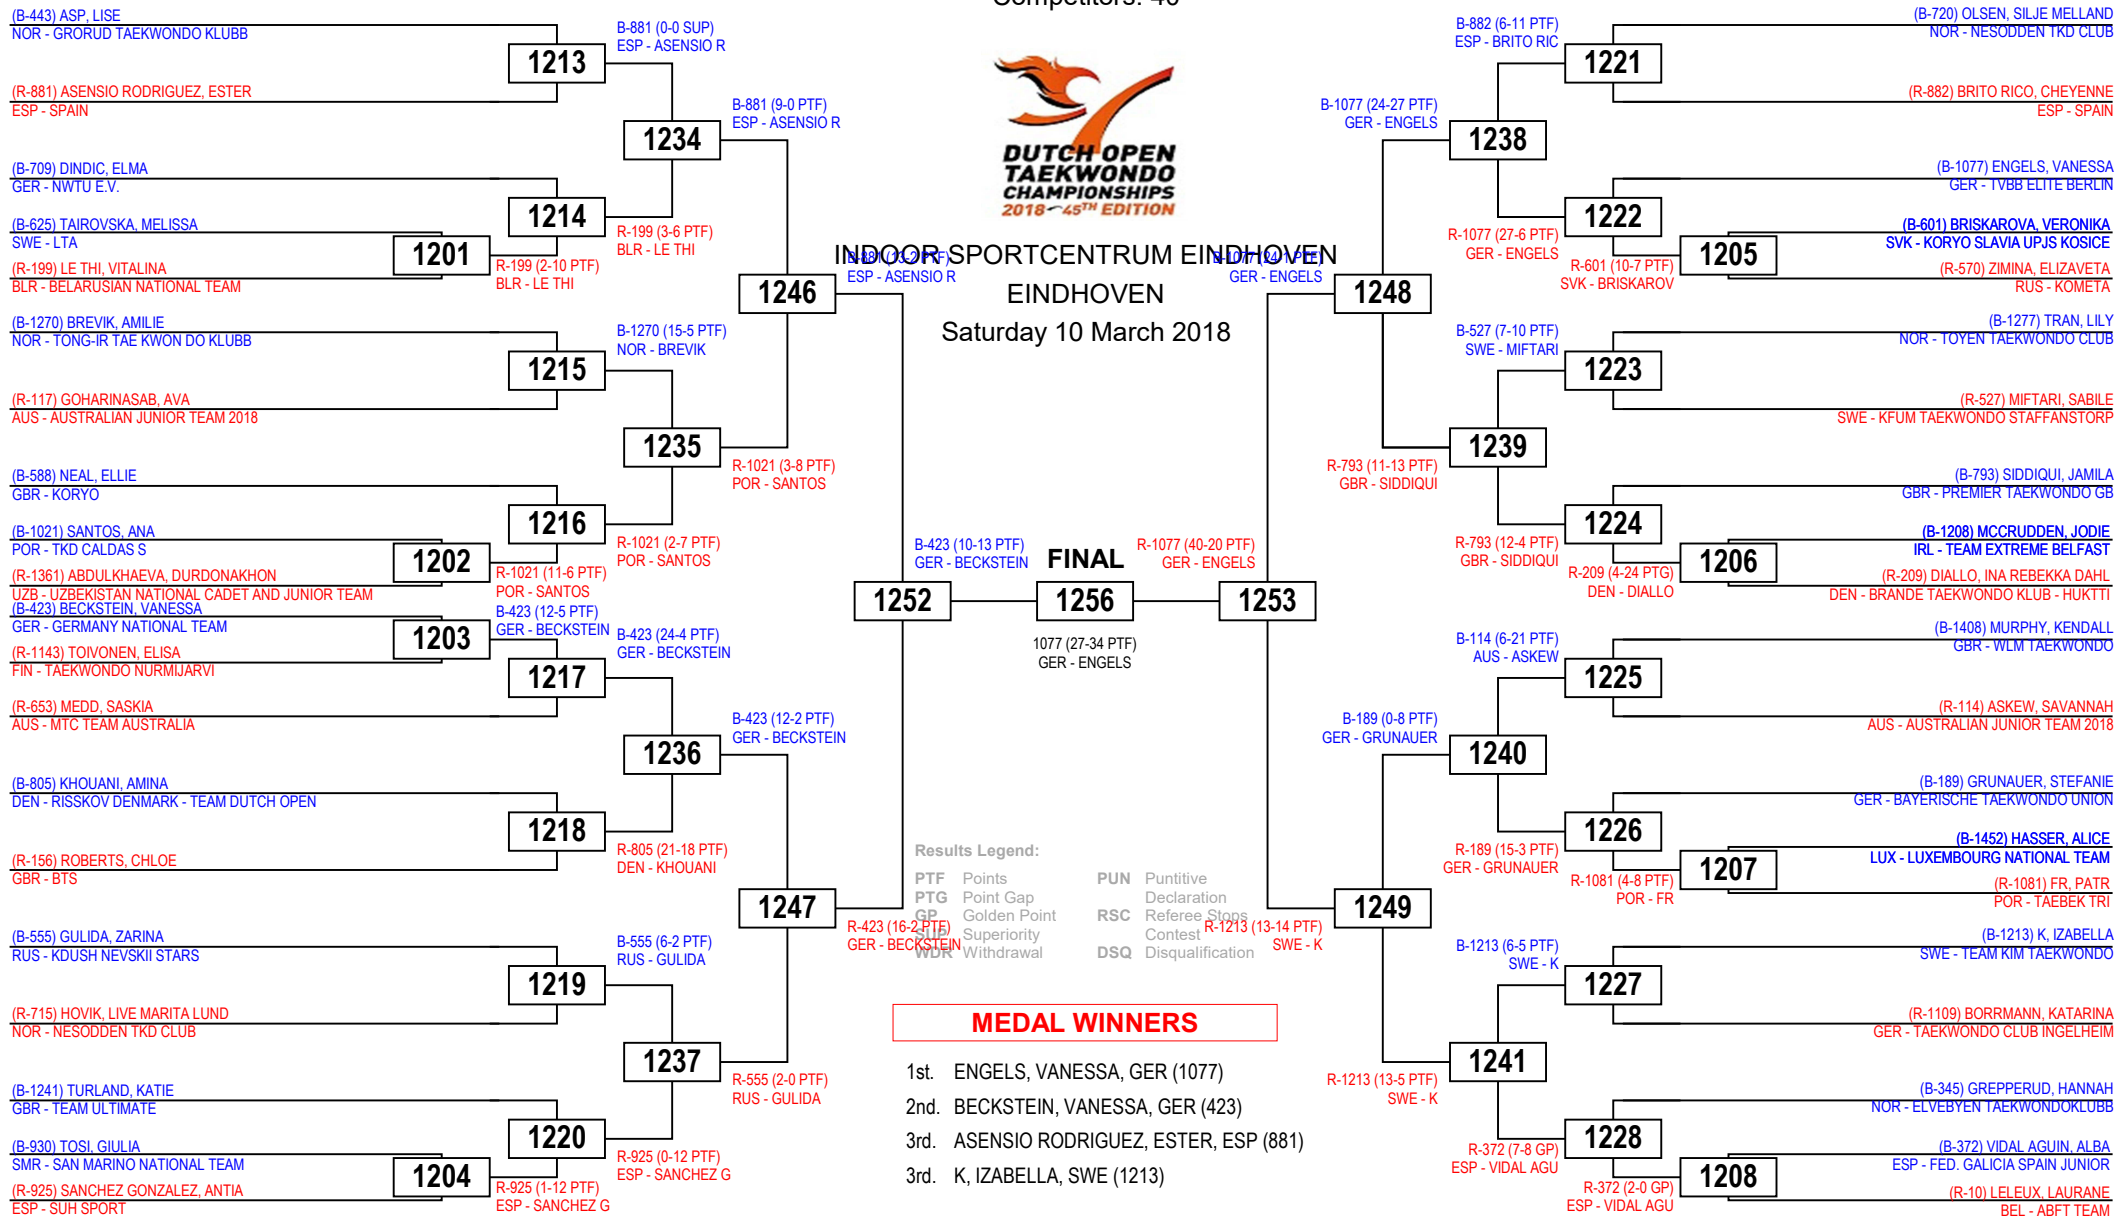 Competitors: 40
(B-443) ASP, LISE
NOR - GRORUD TAEKWONDO KLUBB
1213
(R-881) ASENSIO RODRIGUEZ, ESTER
ESP - SPAIN
B-881 (0-0 SUP)
ESP - ASENSIO R
1234
B-881 (9-0 PTF)
ESP - ASENSIO R
(B-709) DINDIC, ELMA
GER - NWTU E.V.
1214
(B-625) TAIROVSKA, MELISSA
SWE - LTA
1201
(R-199) LE THI, VITALINA
BLR - BELARUSIAN NATIONAL TEAM
R-199 (2-10 PTF)
BLR - LE THI
R-199 (3-6 PTF)
BLR - LE THI
1246
B-881 (13-2 PTF)
ESP - ASENSIO R
(B-1270) BREVIK, AMILIE
NOR - TONG-IR TAE KWON DO KLUBB
1215
(R-117) GOHARINASAB, AVA
AUS - AUSTRALIAN JUNIOR TEAM 2018
B-1270 (15-5 PTF)
NOR - BREVIK
1235
R-1021 (3-8 PTF)
POR - SANTOS
(B-588) NEAL, ELLIE
GBR - KORYO
1216
(B-1021) SANTOS, ANA
POR - TKD CALDAS S
1202
(R-1361) ABDULKHAEVA, DURDONAKHON
UZB - UZBEKISTAN NATIONAL CADET AND JUNIOR TEAM
R-1021 (11-6 PTF)
POR - SANTOS
R-1021 (2-7 PTF)
POR - SANTOS
(B-423) BECKSTEIN, VANESSA
GER - GERMANY NATIONAL TEAM
1203
(R-1143) TOIVONEN, ELISA
FIN - TAEKWONDO NURMIJARVI
B-423 (12-5 PTF)
GER - BECKSTEIN
1217
(R-653) MEDD, SASKIA
AUS - MTC TEAM AUSTRALIA
B-423 (24-4 PTF)
GER - BECKSTEIN
1236
B-423 (12-2 PTF)
GER - BECKSTEIN
(B-805) KHOUANI, AMINA
DEN - RISSKOV DENMARK - TEAM DUTCH OPEN
1218
(R-156) ROBERTS, CHLOE
GBR - BTS
R-805 (21-18 PTF)
DEN - KHOUANI
1247
R-423 (16-2 PTF)
GER - BECKSTEIN
(B-555) GULIDA, ZARINA
RUS - KDUSH NEVSKII STARS
1219
(R-715) HOVIK, LIVE MARITA LUND
NOR - NESODDEN TKD CLUB
B-555 (6-2 PTF)
RUS - GULIDA
1237
R-555 (2-0 PTF)
RUS - GULIDA
(B-1241) TURLAND, KATIE
GBR - TEAM ULTIMATE
1220
(B-930) TOSI, GIULIA
SMR - SAN MARINO NATIONAL TEAM
1204
(R-925) SANCHEZ GONZALEZ, ANTIA
ESP - SUH SPORT
R-925 (1-12 PTF)
ESP - SANCHEZ G
R-925 (0-12 PTF)
ESP - SANCHEZ G
DUTCH OPEN
TAEKWONDO
CHAMPIONSHIPS
2018 - 45TH EDITION
INDOOR SPORTCENTRUM EINDHOVEN
EINDHOVEN
Saturday 10 March 2018
B-423 (10-13 PTF)
GER - BECKSTEIN
1252
FINAL
1256
1077 (27-34 PTF)
GER - ENGELS
R-1077 (40-20 PTF)
GER - ENGELS
1253
Results Legend:
PTF Points
PTG Point Gap
GP Golden Point
SUP Superiority
WDR Withdrawal
PUN Puntitive
Declaration
RSC Referee Stops
Contest
DSQ Disqualification
MEDAL WINNERS
1st. ENGELS, VANESSA, GER (1077)
2nd. BECKSTEIN, VANESSA, GER (423)
3rd. ASENSIO RODRIGUEZ, ESTER, ESP (881)
3rd. K, IZABELLA, SWE (1213)
(B-720) OLSEN, SILJE MELLAND
NOR - NESODDEN TKD CLUB
1221
(R-882) BRITO RICO, CHEYENNE
ESP - SPAIN
B-882 (6-11 PTF)
ESP - BRITO RIC
1238
B-1077 (24-27 PTF)
GER - ENGELS
(B-1077) ENGELS, VANESSA
GER - TVBB ELITE BERLIN
1222
(B-601) BRISKAROVA, VERONIKA
SVK - KORYO SLAVIA UPJS KOSICE
1205
(R-570) ZIMINA, ELIZAVETA
RUS - KOMETA
R-601 (10-7 PTF)
SVK - BRISKAROV
R-1077 (27-6 PTF)
GER - ENGELS
1248
B-1077 (24-1 PTF)
GER - ENGELS
(B-1277) TRAN, LILY
NOR - TOYEN TAEKWONDO CLUB
1223
(R-527) MIFTARI, SABILE
SWE - KFUM TAEKWONDO STAFFANSTORP
B-527 (7-10 PTF)
SWE - MIFTARI
1239
R-793 (11-13 PTF)
GBR - SIDDIQUI
(B-793) SIDDIQUI, JAMILA
GBR - PREMIER TAEKWONDO GB
1224
(B-1208) MCCRUDDEN, JODIE
IRL - TEAM EXTREME BELFAST
1206
(R-209) DIALLO, INA REBEKKA DAHL
DEN - BRANDE TAEKWONDO KLUB - HUKTTI
R-209 (4-24 PTG)
DEN - DIALLO
R-793 (12-4 PTF)
GBR - SIDDIQUI
(B-1408) MURPHY, KENDALL
GBR - WLM TAEKWONDO
1225
(R-114) ASKEW, SAVANNAH
AUS - AUSTRALIAN JUNIOR TEAM 2018
B-114 (6-21 PTF)
AUS - ASKEW
1240
B-189 (0-8 PTF)
GER - GRUNAUER
(B-189) GRUNAUER, STEFANIE
GER - BAYERISCHE TAEKWONDO UNION
1226
(B-1452) HASSER, ALICE
LUX - LUXEMBOURG NATIONAL TEAM
1207
(R-1081) FR, PATR
POR - TAEBEK TRI
R-1081 (4-8 PTF)
POR - FR
R-189 (15-3 PTF)
GER - GRUNAUER
1249
R-1213 (13-14 PTF)
SWE - K
(B-1213) K, IZABELLA
SWE - TEAM KIM TAEKWONDO
1227
(R-1109) BORRMANN, KATARINA
GER - TAEKWONDO CLUB INGELHEIM
B-1213 (6-5 PTF)
SWE - K
1241
R-1213 (13-5 PTF)
SWE - K
(B-345) GREPPERUD, HANNAH
NOR - ELVEBYEN TAEKWONDOKLUBB
1228
(B-372) VIDAL AGUIN, ALBA
ESP - FED. GALICIA SPAIN JUNIOR
1208
(R-10) LELEUX, LAURANE
BEL - ABFT TEAM
R-372 (2-0 GP)
ESP - VIDAL AGU
R-372 (7-8 GP)
ESP - VIDAL AGU